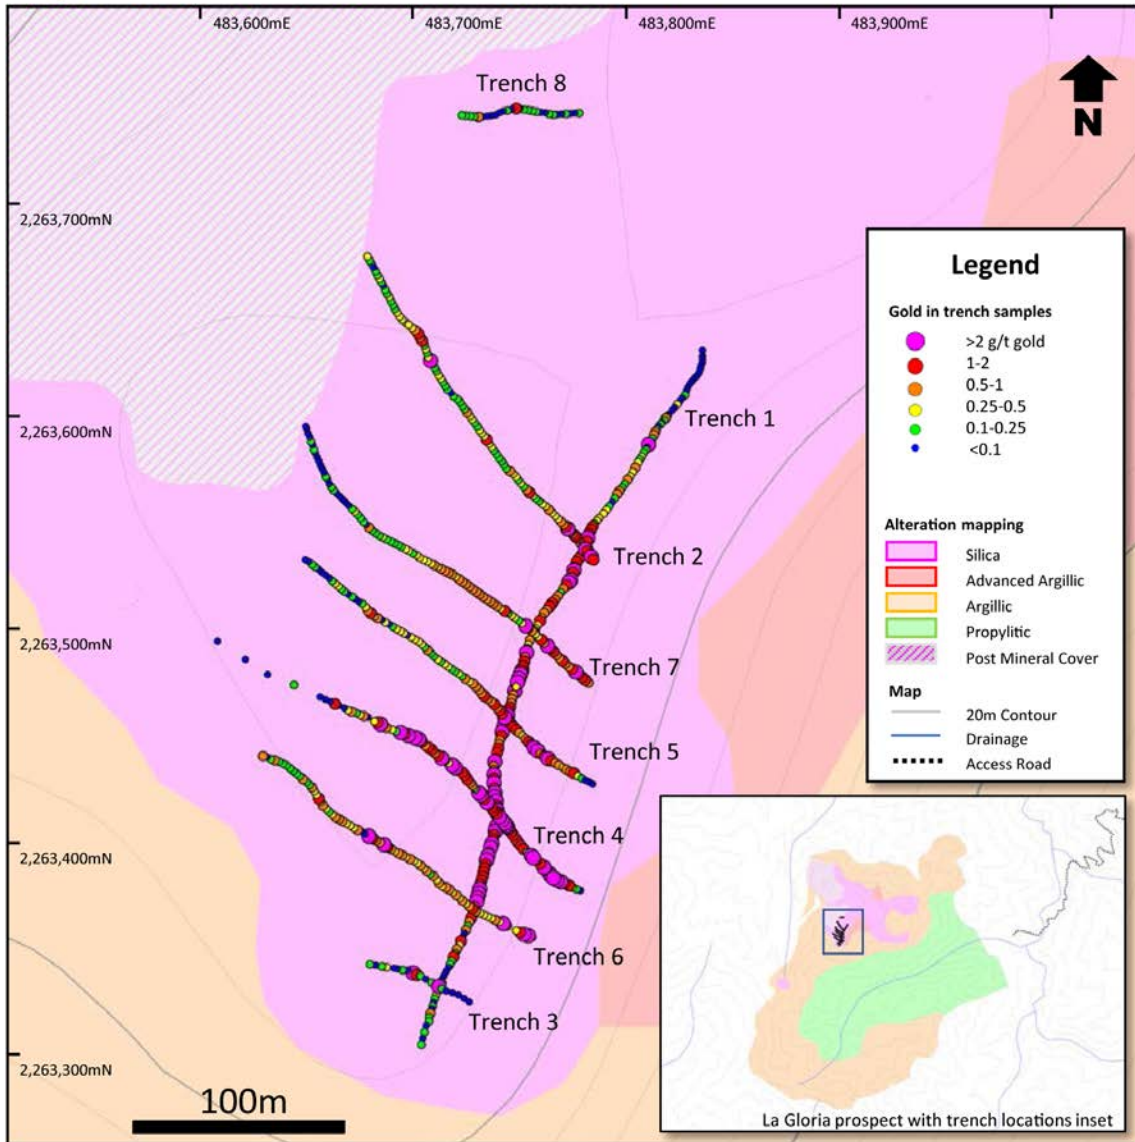 483,600mE
483,700mE
483,800mE
483,900mE
Trench 8
N
2,263,700mN
Trench 1
2,263,600mN
Trench 2
2,263,500mN
Trench 7
Trench 5
Trench 4
2,263,400mN
Trench 6
Trench 3
2,263,300mN
100m
Legend
Gold in trench samples
>2 g/t gold
1-2
0.5-1
0.25-0.5
0.1-0.25
<0.1
Alteration mapping
Silica
Advanced Argillic
Argillic
Propylitic
Post Mineral Cover
Map
20m Contour
Drainage
Access Road
La Gloria prospect with trench locations inset